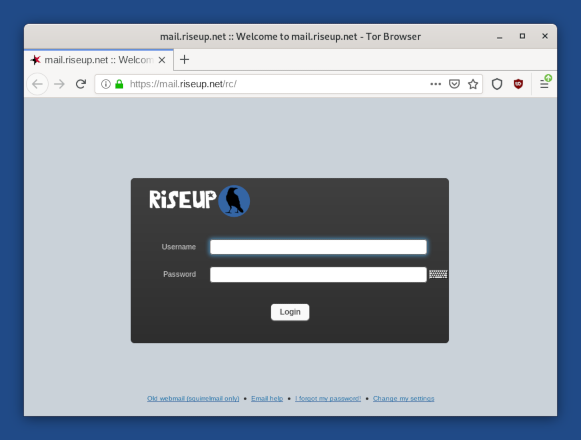 mail.riseup.net :: Welcome to mail.riseup.net - Tor Browser
mail.riseup.net :: Welcom
https://mail.riseup.net/rc/
RiSEUP
Username
Password
Login
Old webmail (squirrelmail only) • Email help • I forgot my password! • Change my settings